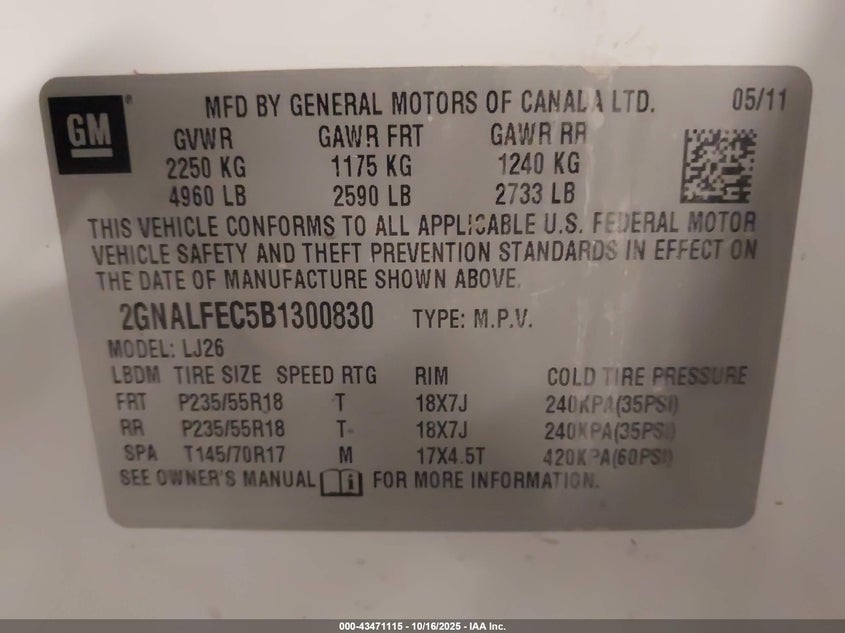 GM ® MFD BY GENERAL MOTORS OF CANADA LTD. 05/11
GVWR GAWR FRT GAWR RR
2250 KG 1175 KG 1240 KG
4960 LB 2590 LB 2733 LB
THIS VEHICLE CONFORMS TO ALL APPLICABLE U.S. FEDERAL MOTOR
VEHICLE SAFETY AND THEFT PREVENTION STANDARDS IN EFFECT ON
THE DATE OF MANUFACTURE SHOWN ABOVE.
2GNALFEC5B1300830 TYPE: M.P.V.
MODEL: LJ26
LBDM TIRE SIZE SPEED RTG RIM COLD TIRE PRESSURE
FRT P235/55R18 T 18X7J 240KPA(35PSI)
RR P235/55R18 T 18X7J 240KPA(35PSI)
SPA T145/70R17 M 17X4.5T 420KPA(60PSI)
SEE OWNER'S MANUAL FOR MORE INFORMATION.
000-43471115 - 10/16/2025 - IAA Inc.